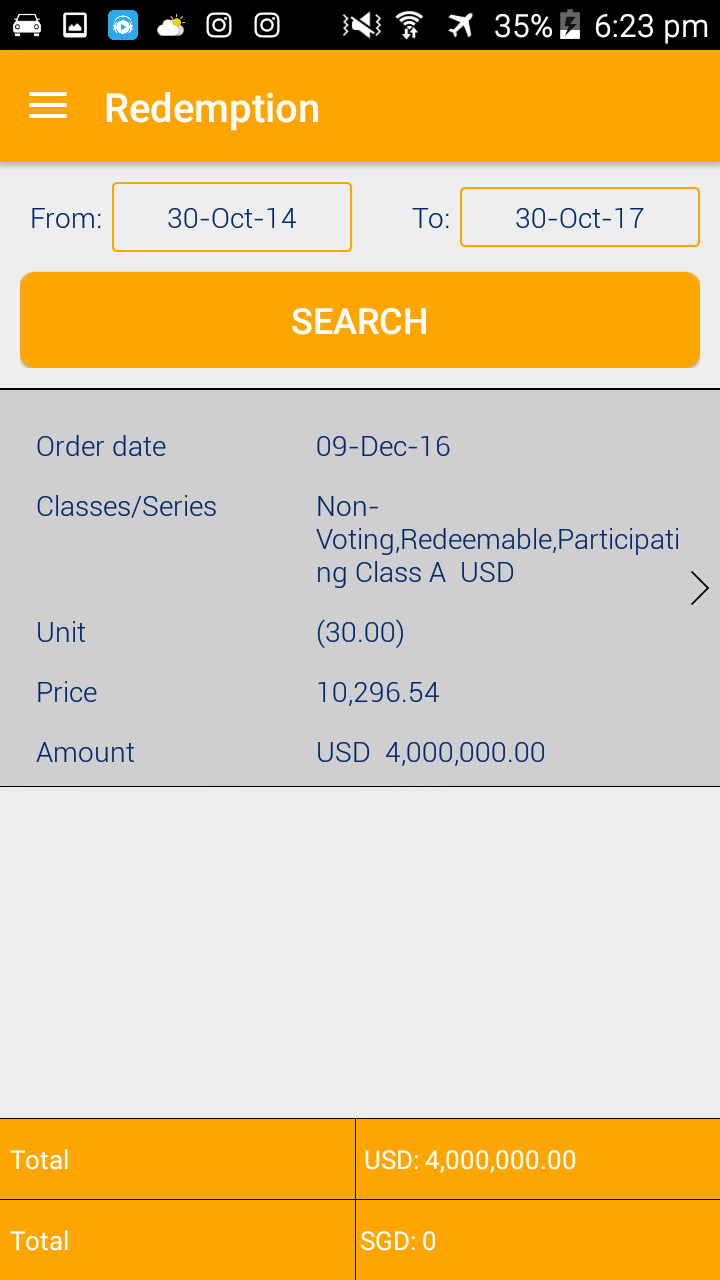 35% 6:23 pm
Redemption
From: 30-Oct-14 To: 30-Oct-17
SEARCH
Order date 09-Dec-16
Classes/Series Non-
Voting,Redeemable,Participati
ng Class A  USD
Unit (30.00)
Price 10,296.54
Amount USD  4,000,000.00
Total USD: 4,000,000.00
Total SGD: 0